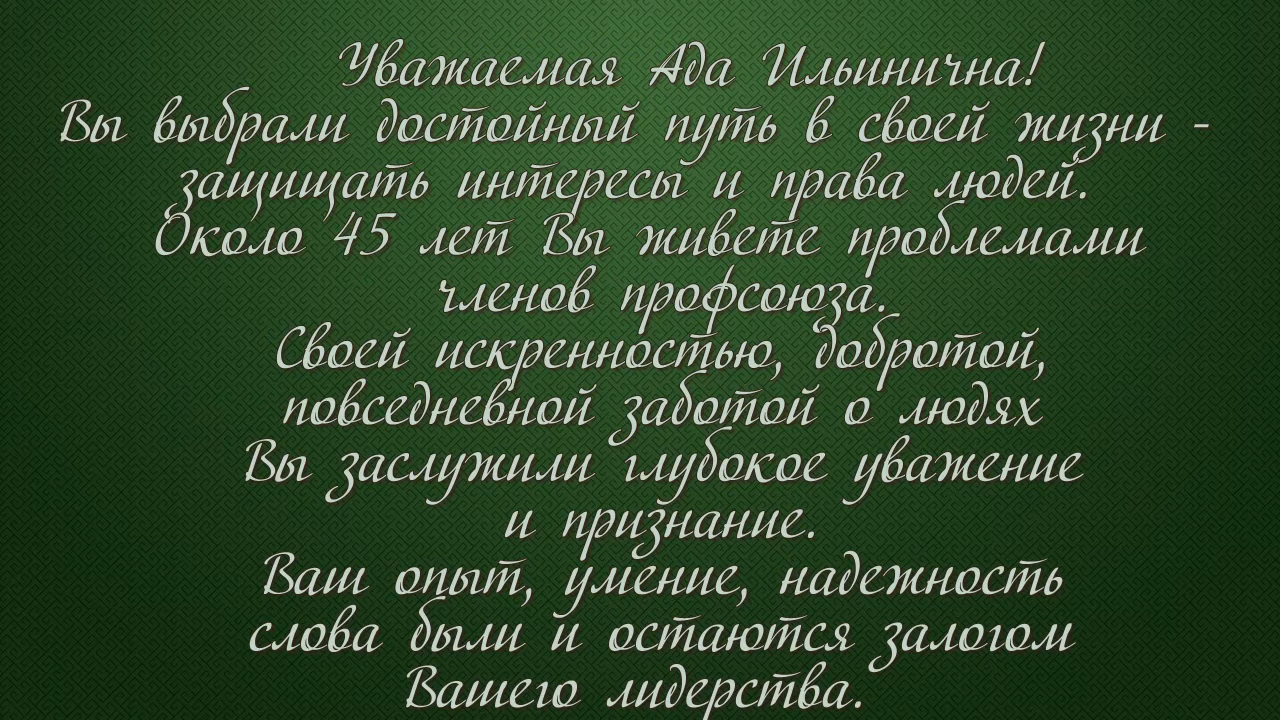 Уважаемая Ада Ильинична!
Вы выбрали достойный путь в своей жизни -
защищать интересы и права людей.
Около 45 лет Вы живете проблемами
членов профсоюза.
Своей искренностью, добротой,
повседневной заботой о людях
Вы заслужили глубокое уважение
и признание.
Ваш опыт, умение, надежность
слова были и остаются залогом
Вашего лидерства.